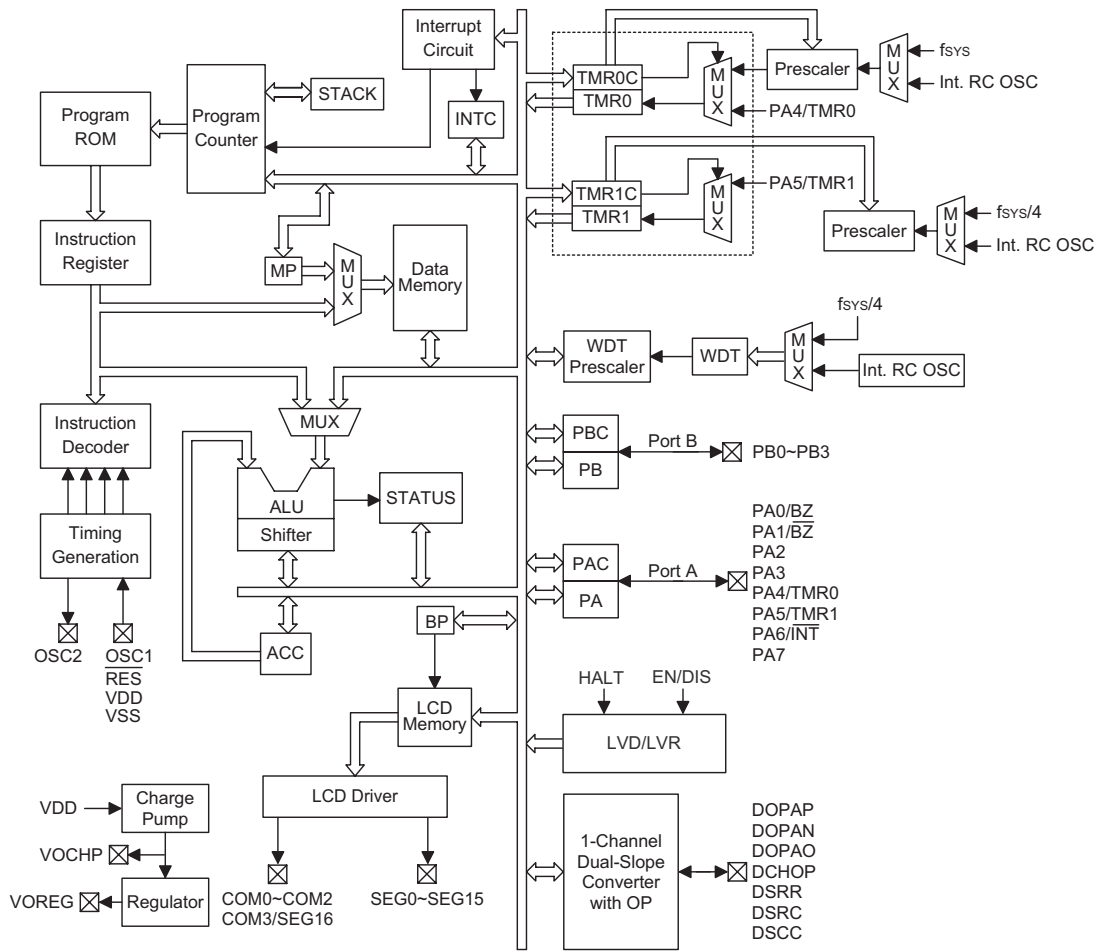 Interrupt
Circuit
STACK
Program
ROM
Program
Counter
INTC
TMR0C
TMR0
MUX
Prescaler
MUX
fSYS
Int. RC OSC
PA4/TMR0
TMR1C
TMR1
MUX
PA5/TMR1
Prescaler
MUX
fSYS/4
Int. RC OSC
Instruction
Register
MP
MUX
Data
Memory
fSYS/4
WDT
Prescaler
WDT
MUX
Int. RC OSC
MUX
Instruction
Decoder
PBC
PB
Port B
PB0~PB3
ALU
Shifter
STATUS
Timing
Generation
PAC
PA
Port A
PA0/BZ
PA1/B̅Z̅
PA2
PA3
PA4/TMR0
PA5/TMR1
PA6/I̅N̅T̅
PA7
OSC2
OSC1
R̅E̅S̅
VDD
VSS
ACC
BP
LCD
Memory
HALT
EN/DIS
LVD/LVR
LCD Driver
VDD
Charge
Pump
VOCHP
VOREG
Regulator
COM0~COM2
COM3/SEG16
SEG0~SEG15
1-Channel
Dual-Slope
Converter
with OP
DOPAP
DOPAN
DOPAO
DCHOP
DSRR
DSRC
DSCC